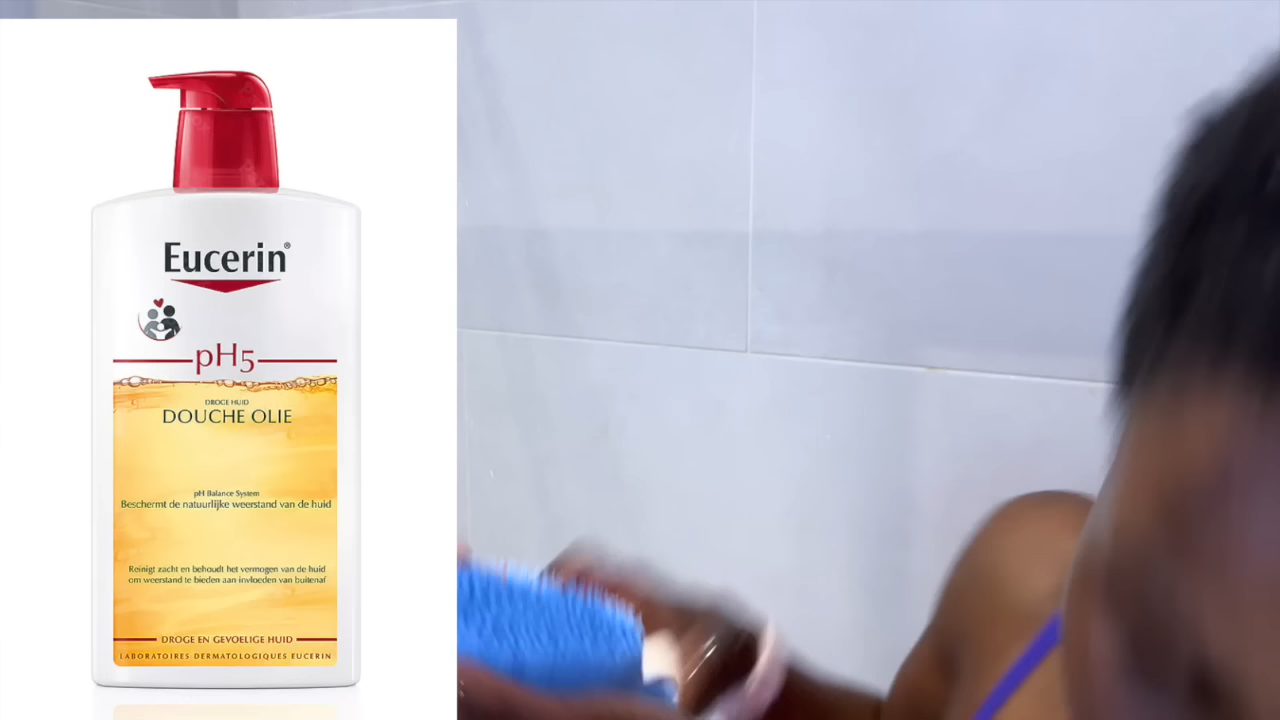 Eucerin®
pH5
DROGE HUID
DOUCHE OLIE
pH Balance System
Beschermt de natuurlijke weerstand van de huid
Reinigt zacht en behoudt het vermogen van de huid
om weerstand te bieden aan invloeden van buitenaf
DROGE EN GEVOELIGE HUID
LABORATOIRES DERMATOLOGIQUES EUCERIN